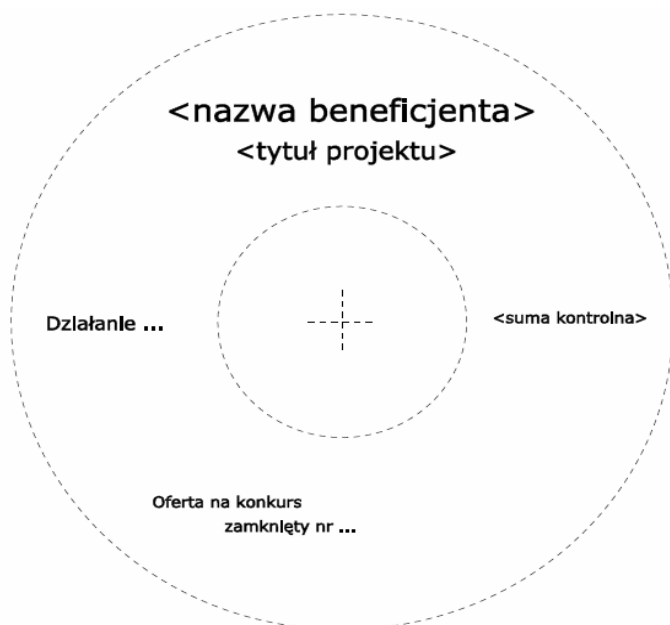 <nazwa beneficjenta>
<tytuł projektu>
Działanie ...
<suma kontrolna>
Oferta na konkurs
zamknięty nr ...